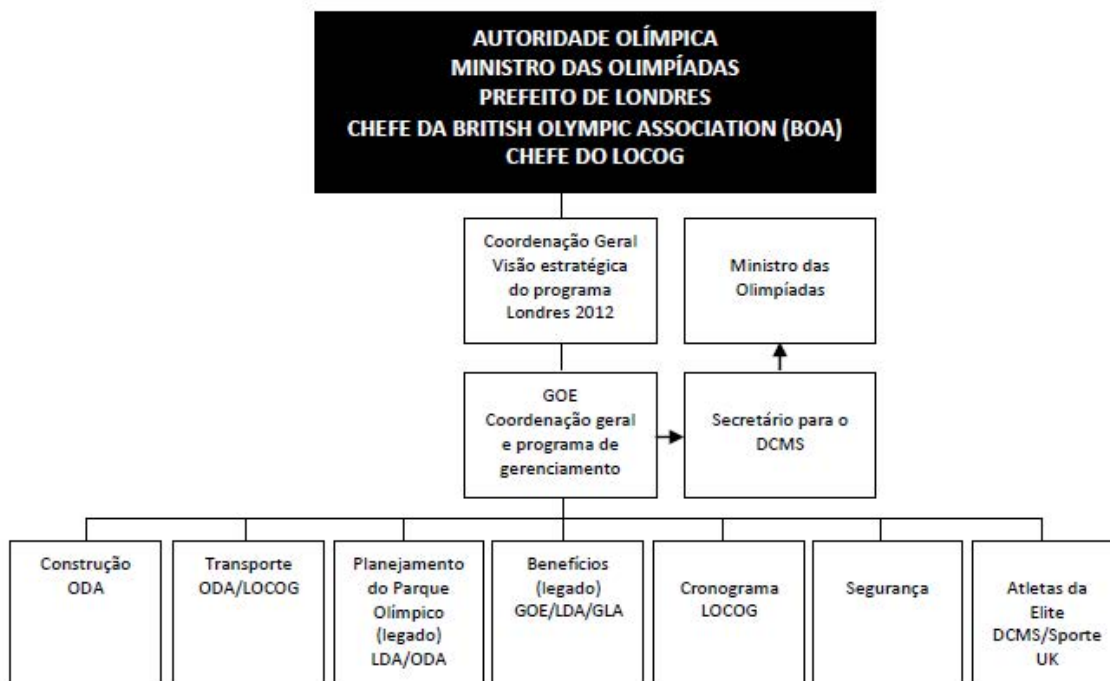 AUTORIDADE OLÍMPICA
MINISTRO DAS OLIMPÍADAS
PREFEITO DE LONDRES
CHEFE DA BRITISH OLYMPIC ASSOCIATION (BOA)
CHEFE DO LOCOG
Coordenação Geral
Visão estratégica
do programa
Londres 2012
Ministro das
Olimpíadas
GOE
Coordenação geral
e programa de
gerenciamento
Secretário para o
DCMS
Construção
ODA
Transporte
ODA/LOCOG
Planejamento
do Parque
Olímpico
(legado)
LDA/ODA
Benefícios
(legado)
GOE/LDA/GLA
Cronograma
LOCOG
Segurança
Atletas da
Elite
DCMS/Sporte
UK